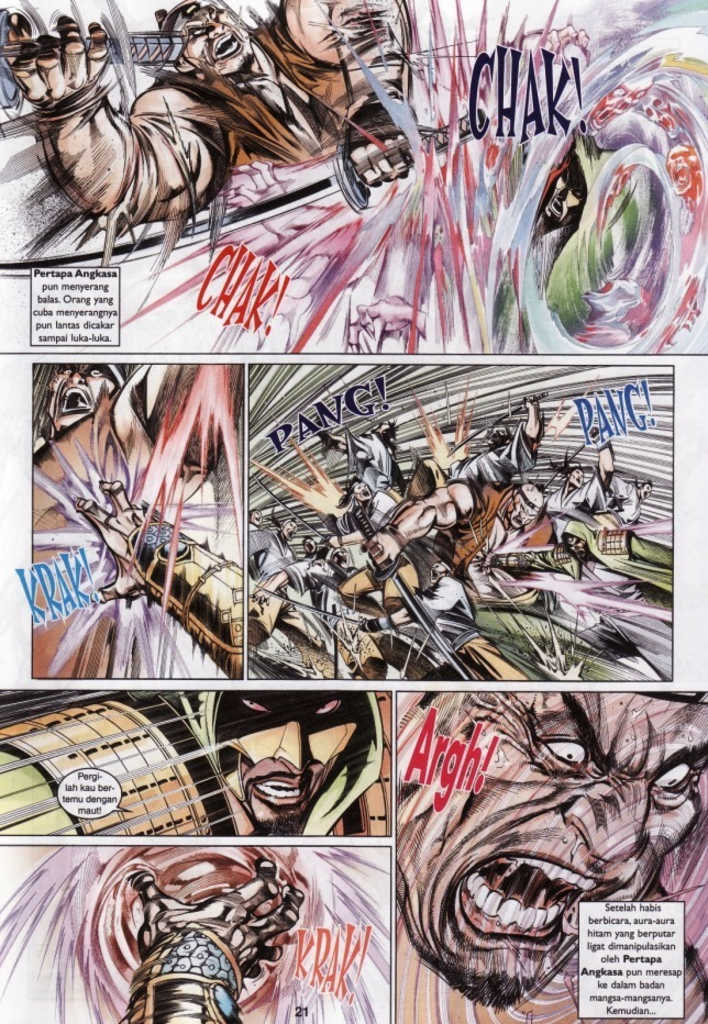 CHAK!
CHAK!
Pertapa Angkasa
pun menyerang
balas. Orang yang
cuba menyerangnya
pun lantas dicakar
sampai luka-luka.
KRAK!
PANG!
PANG!
Pergi-
lah kau ber-
temu dengan
maut!
Argh!
KRAK!
Setelah habis
berbicara, aura-aura
hitam yang berputar
ligat dimanipulasikan
oleh Pertapa
Angkasa pun meresap
ke dalam badan
mangsa-mangsanya.
Kemudian...
21